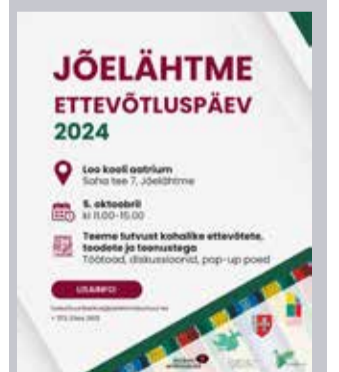 JÕELÄHTME
ETTEVÕTLUSPÄEV
2024
Loo kooli aatrium
Saha tee 7, Jõelähtme
5. oktoobril
kl 11.00-15.00
Teeme tutvust kohalike ettevõtete,
toodete ja teenustega
Töötoad, diskussioonid, pop-up poed
LISAINFO